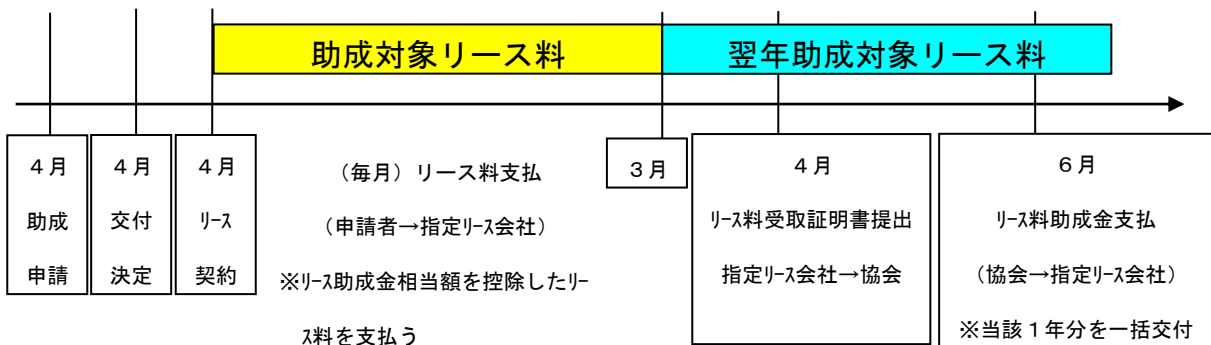 助成対象リース料
翌年助成対象リース料
４月
助成
申請
４月
交付
決定
４月
ﾘｰｽ
契約
（毎月）リース料支払
（申請者→指定ﾘｰｽ会社）
※ﾘｰｽ助成金相当額を控除したﾘｰ
ｽ料を支払う
３月
４月
ﾘｰｽ料受取証明書提出
指定ﾘｰｽ会社→協会
６月
ﾘｰｽ料助成金支払
（協会→指定ﾘｰｽ会社）
※当該１年分を一括交付